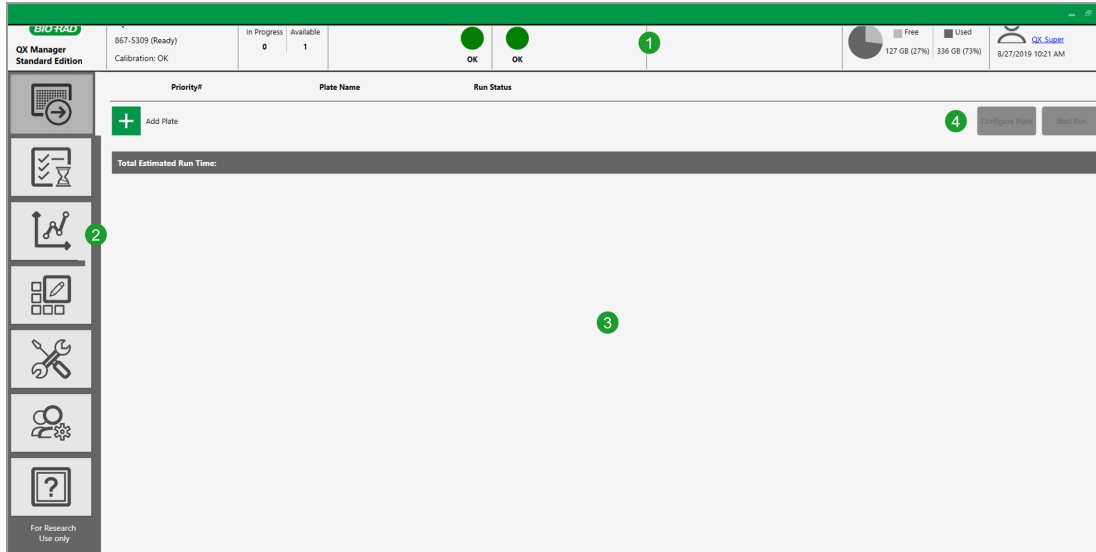 BIO-RAD
QX Manager
Standard Edition
867-5309 (Ready)
Calibration: OK
In Progress Available
0 1
OK OK
1
Free Used
127 GB (27%) 336 GB (73%)
QX Super
8/27/2019 10:21 AM
Priority# Plate Name Run Status
Add Plate
4
Configure Plate Start Run
Total Estimated Run Time:
2
3
?
For Research
Use only